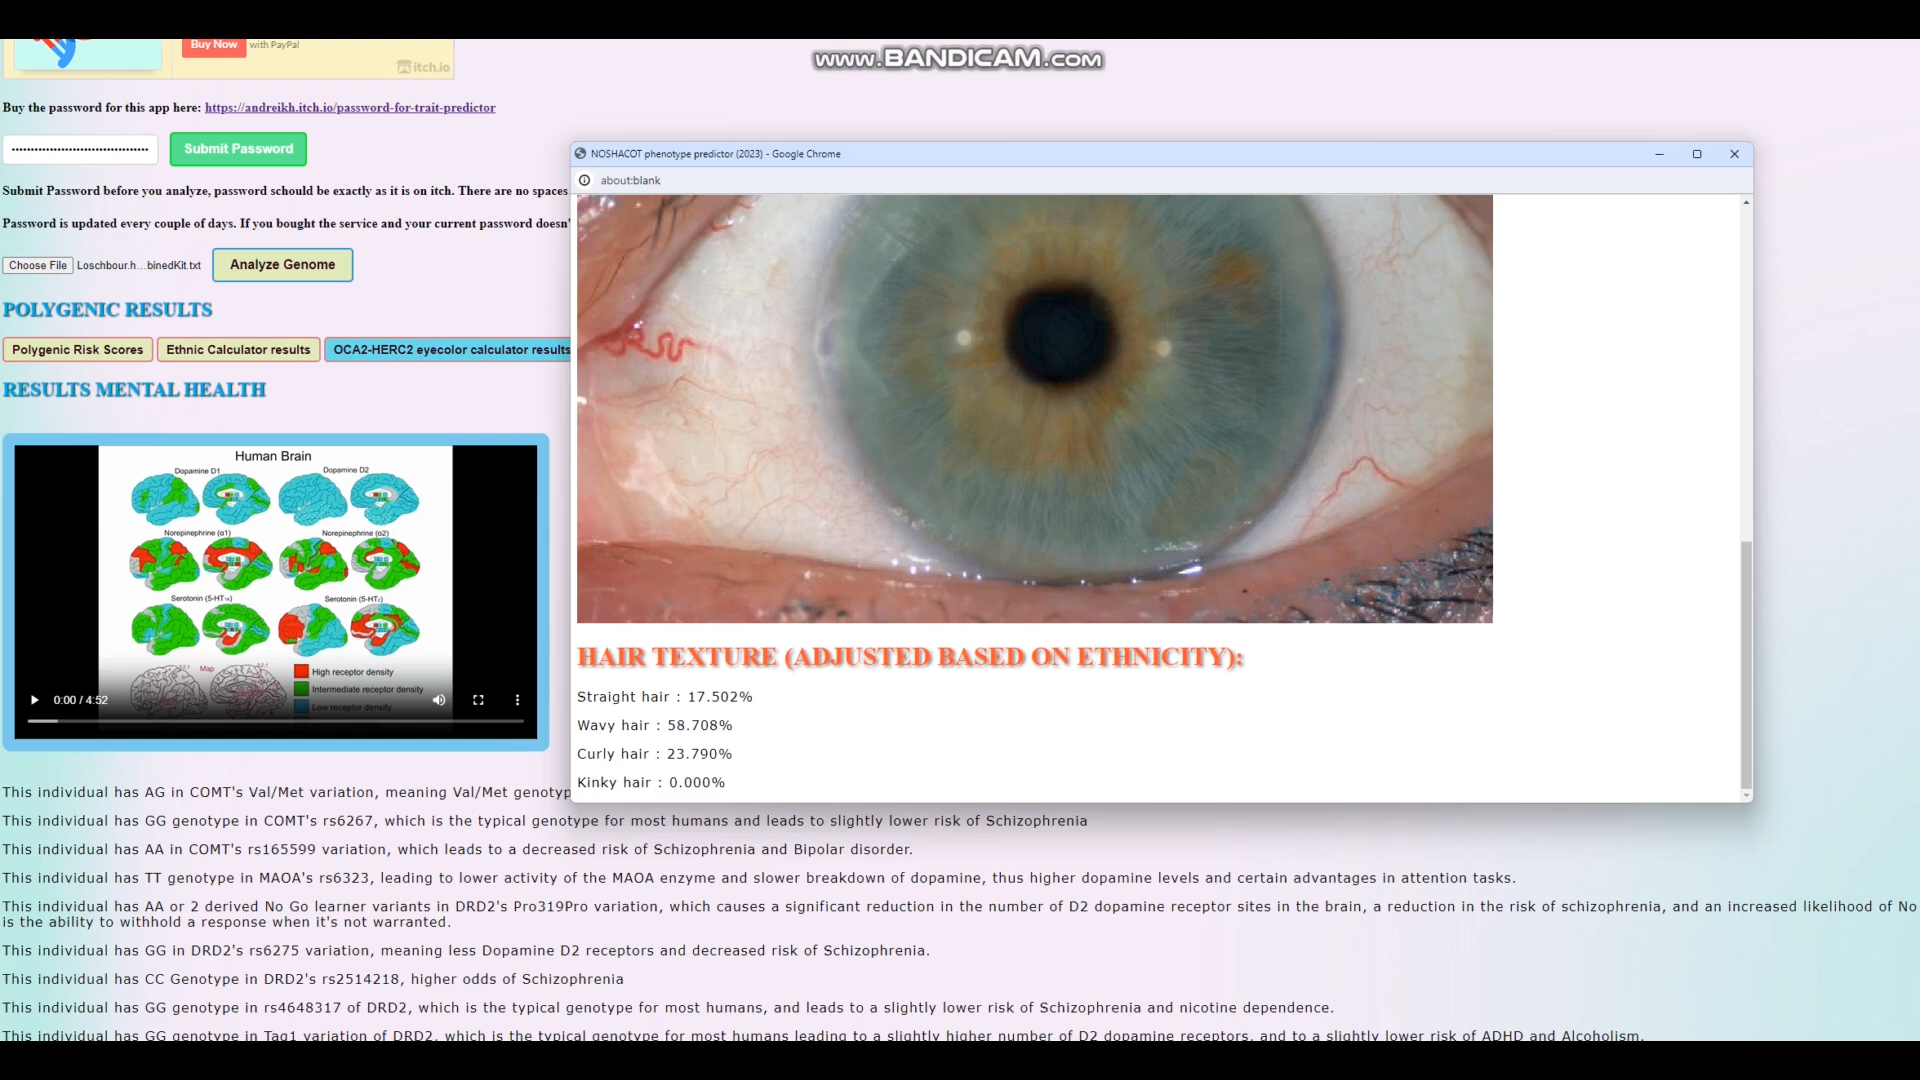 www.BANDICAM.com
Buy Now with PayPal
itch.io
Buy the password for this app here: https://andreikh.itch.io/password-for-trait-predictor
Submit Password
Submit Password before you analyze, password schould be exactly as it is on itch. There are no spaces
Password is updated every couple of days. If you bought the service and your current password doesn'
Choose File Loschbour.h...binedKit.txt Analyze Genome
POLYGENIC RESULTS
Polygenic Risk Scores Ethnic Calculator results OCA2-HERC2 eyecolor calculator results
RESULTS MENTAL HEALTH
Human Brain
Dopamine D1 Dopamine D2
Norepinephrine (α1) Norepinephrine (α2)
Serotonin (5-HT1A) Serotonin (5-HT2)
Map
High receptor density
Intermediate receptor density
Low receptor density
0:00 / 4:52
NOSHACOT phenotype predictor (2023) - Google Chrome
about:blank
HAIR TEXTURE (ADJUSTED BASED ON ETHNICITY):
Straight hair : 17.502%
Wavy hair : 58.708%
Curly hair : 23.790%
Kinky hair : 0.000%
This individual has AG in COMT's Val/Met variation, meaning Val/Met genotyp
This individual has GG genotype in COMT's rs6267, which is the typical genotype for most humans and leads to slightly lower risk of Schizophrenia
This individual has AA in COMT's rs165599 variation, which leads to a decreased risk of Schizophrenia and Bipolar disorder.
This individual has TT genotype in MAOA's rs6323, leading to lower activity of the MAOA enzyme and slower breakdown of dopamine, thus higher dopamine levels and certain advantages in attention tasks.
This individual has AA or 2 derived No Go learner variants in DRD2's Pro319Pro variation, which causes a significant reduction in the number of D2 dopamine receptor sites in the brain, a reduction in the risk of schizophrenia, and an increased likelihood of No
is the ability to withhold a response when it's not warranted.
This individual has GG in DRD2's rs6275 variation, meaning less Dopamine D2 receptors and decreased risk of Schizophrenia.
This individual has CC Genotype in DRD2's rs2514218, higher odds of Schizophrenia
This individual has GG genotype in rs4648317 of DRD2, which is the typical genotype for most humans, and leads to a slightly lower risk of Schizophrenia and nicotine dependence.
This individual has GG genotype in Taq1 variation of DRD2, which is the typical genotype for most humans leading to a slightly higher number of D2 dopamine receptors, and to a slightly lower risk of ADHD and Alcoholism.